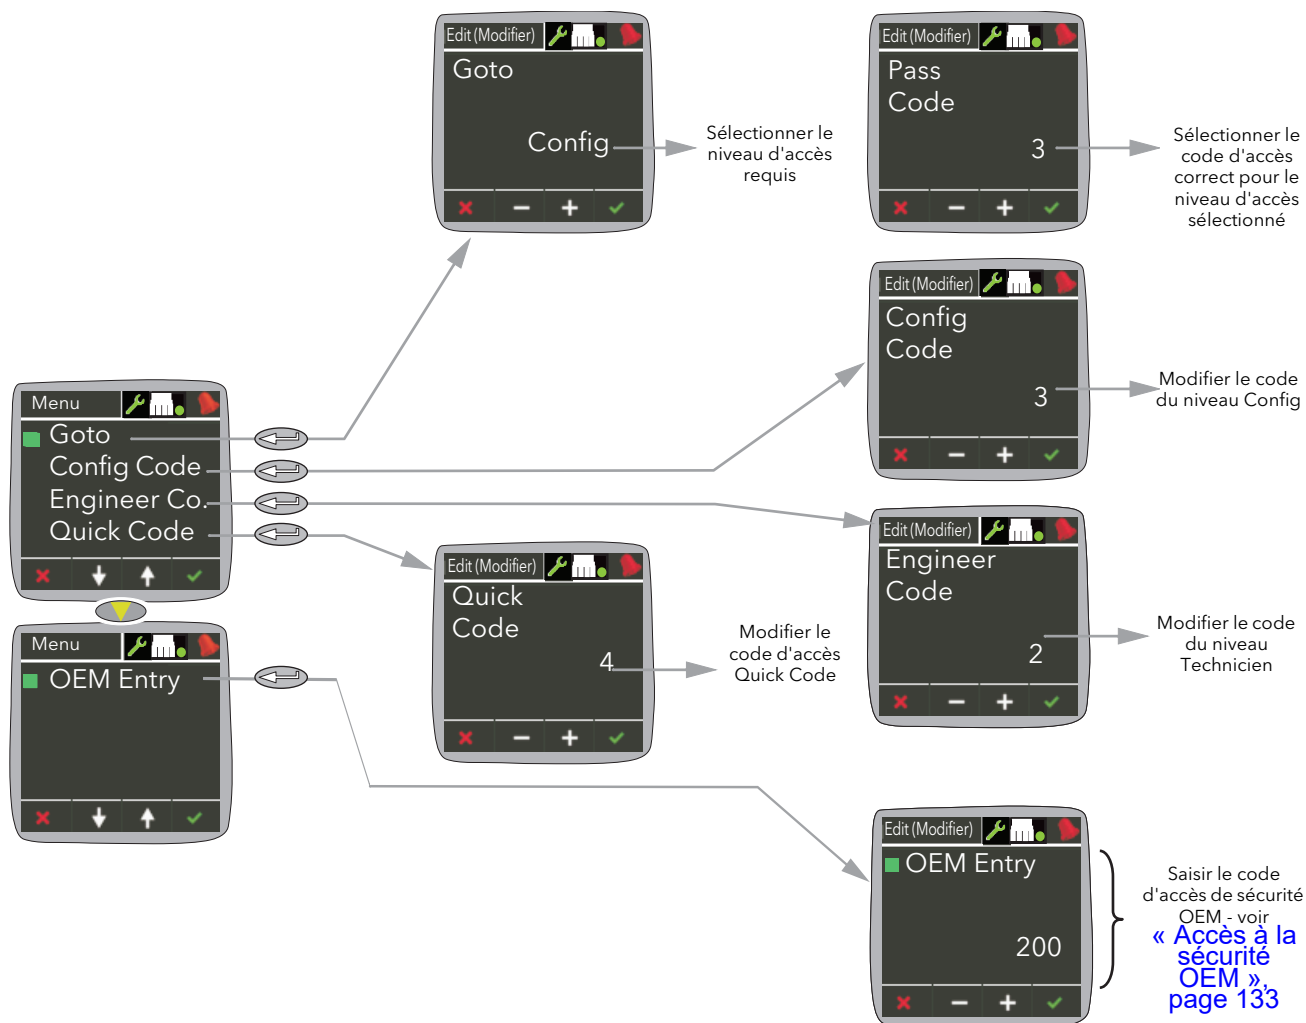 Edit (Modifier)
Goto
Config
Sélectionner le
niveau d'accès
requis
Edit (Modifier)
Pass
Code
3
Sélectionner le
code d'accès
correct pour le
niveau d'accès
sélectionné
Edit (Modifier)
Config
Code
3
Modifier le code
du niveau Config
Menu
Goto
Config Code
Engineer Co.
Quick Code
Edit (Modifier)
Engineer
Code
2
Modifier le code
du niveau
Technicien
Edit (Modifier)
Quick
Code
4
Modifier le
code d'accès
Quick Code
Menu
OEM Entry
Edit (Modifier)
OEM Entry
200
Saisir le code
d'accès de sécurité
OEM - voir
« Accès à la
sécurité
OEM »,
page 133